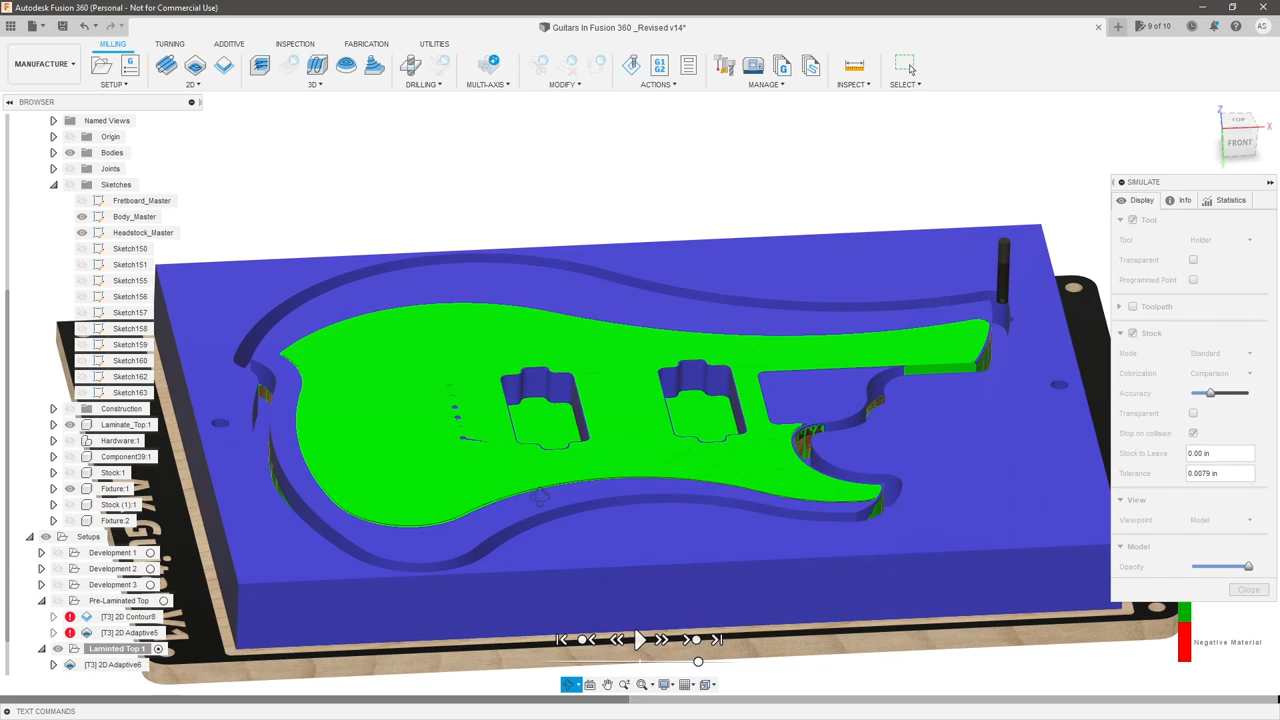 Autodesk Fusion 360 (Personal - Not for Commercial Use)
Guitars In Fusion 360 _Revised v14*
9 of 10
AS
MILLING
TURNING
ADDITIVE
INSPECTION
FABRICATION
UTILITIES
MANUFACTURE
SETUP
2D
3D
DRILLING
MULTI-AXIS
MODIFY
ACTIONS
MANAGE
INSPECT
SELECT
G1
G2
BROWSER
Named Views
Origin
Bodies
Joints
Sketches
Fretboard_Master
Body_Master
Headstock_Master
Sketch150
Sketch151
Sketch155
Sketch156
Sketch157
Sketch158
Sketch159
Sketch160
Sketch162
Sketch163
Construction
Laminate_Top:1
Hardware:1
Component39:1
Stock:1
Fixture:1
Stock (1):1
Fixture:2
Setups
Development 1
Development 2
Development 3
Pre-Laminated Top
[T3] 2D Contour8
[T3] 2D Adaptive5
Laminted Top 1
[T3] 2D Adaptive6
Z
TOP
X
FRONT
SIMULATE
Display
Info
Statistics
Tool
Tool:
Holder
Transparent
Programmed Point
Toolpath
Stock
Mode
Standard
Colorization:
Comparison
Accuracy
Transparent
Stop on collision
Stock to Leave
0.00 in
Tolerance
0.0079 in
View
Viewpoint
Model
Model
Opacity
Close
Negative Material
TEXT COMMANDS